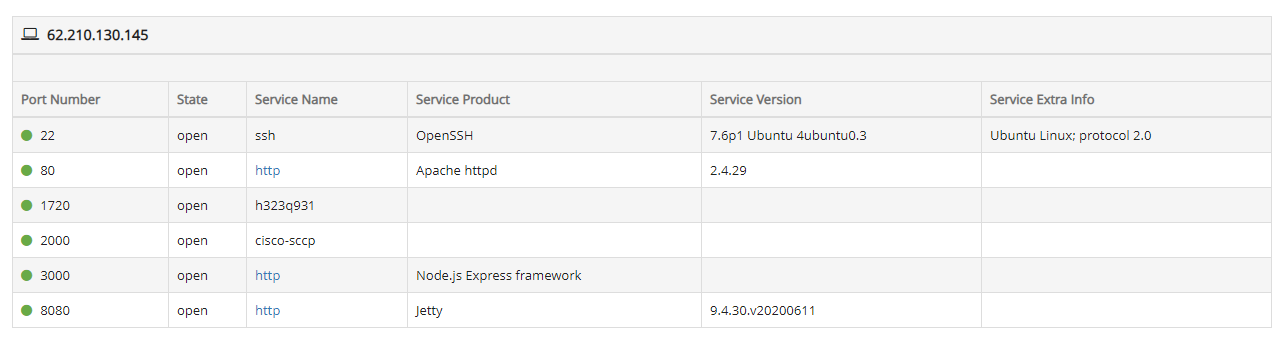 62.210.130.145
Port Number State Service Name Service Product Service Version Service Extra Info
22 open ssh OpenSSH 7.6p1 Ubuntu 4ubuntu0.3 Ubuntu Linux; protocol 2.0
80 open http Apache httpd 2.4.29
1720 open h323q931
2000 open cisco-sccp
3000 open http Node.js Express framework
8080 open http Jetty 9.4.30.v20200611